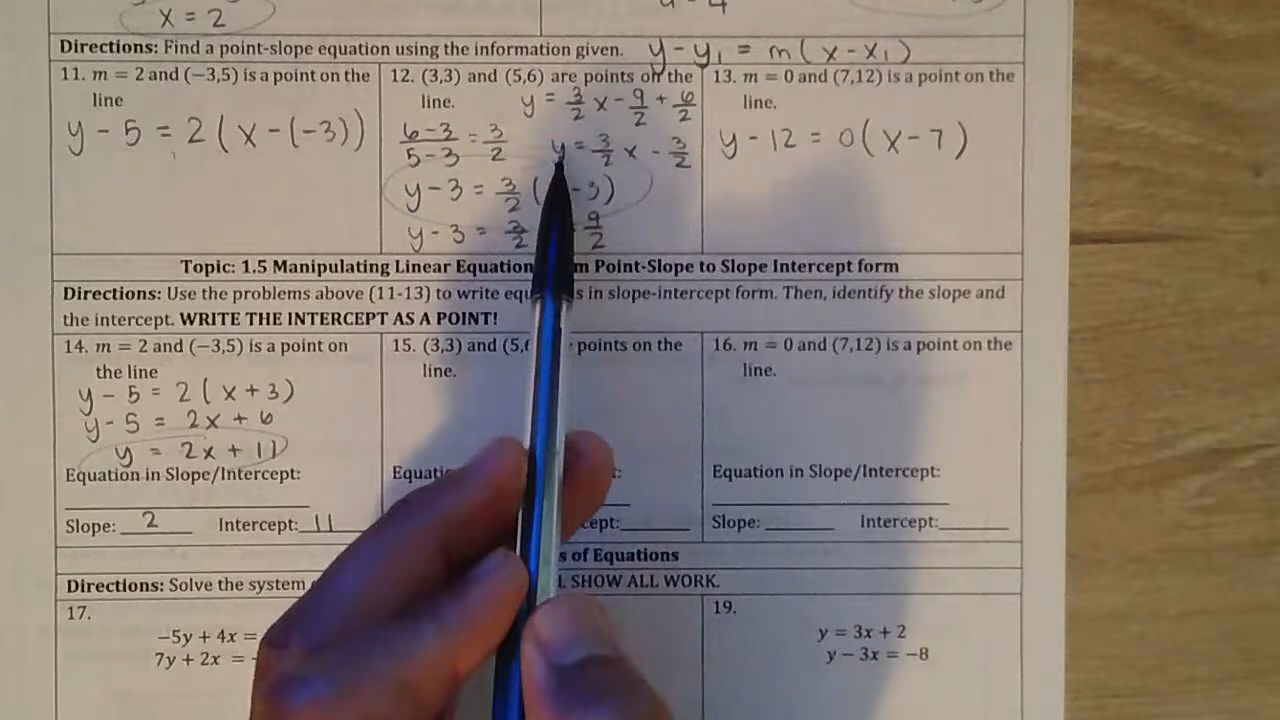 x = 2
Directions: Find a point-slope equation using the information given. y - y₁ = m(x - x₁)
11. m = 2 and (−3,5) is a point on the
line
y - 5 = 2(x - (-3))
12. (3,3) and (5,6) are points on the
line. y = 3/2 x - 9/2 + 6/2
6-3/5-3 = 3/2 y = 3/2 x - 3/2
y - 3 = 3/2 ( -3)
y - 3 = 3/2 9/2
13. m = 0 and (7,12) is a point on the
line.
y - 12 = 0(x - 7)
Topic: 1.5 Manipulating Linear Point-Slope to Slope Intercept form
Directions: Use the problems above (11-13) to write in slope-intercept form. Then, identify the slope and
the intercept. WRITE THE INTERCEPT AS A POINT!
14. m = 2 and (−3,5) is a point on
the line
y - 5 = 2(x + 3)
y - 5 = 2x + 6
y = 2x + 11
Equation in Slope/Intercept:
Slope: 2 Intercept: 11
15. (3,3) and points on the
line.
16. m = 0 and (7,12) is a point on the
line.
Equation in Slope/Intercept:
Slope: Intercept:
of Equations
Directions: Solve the system SHOW ALL WORK.
17.
−5y + 4x =
7y + 2x =
19.
y = 3x + 2
y − 3x = −8